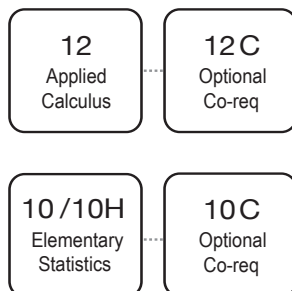 12
Applied
Calculus
12C
Optional
Co-req
10/10H
Elementary
Statistics
10C
Optional
Co-req